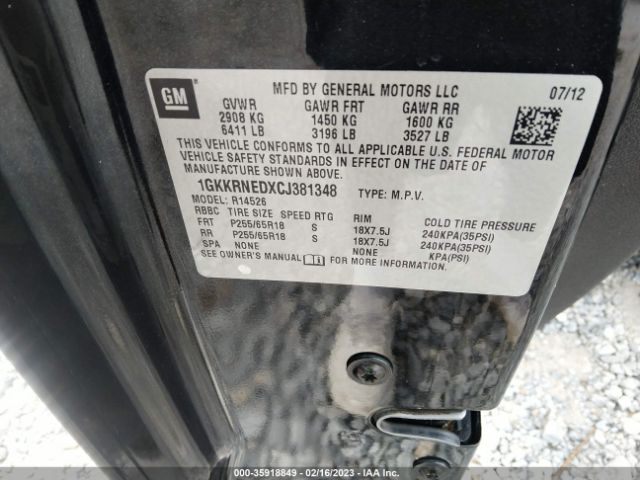 GM
MFD BY GENERAL MOTORS LLC 07/12
GVWR GAWR FRT GAWR RR
2908 KG 1450 KG 1600 KG
6411 LB 3196 LB 3527 LB
THIS VEHICLE CONFORMS TO ALL APPLICABLE U.S. FEDERAL MOTOR
VEHICLE SAFETY STANDARDS IN EFFECT ON THE DATE OF
MANUFACTURE SHOWN ABOVE.
1GKKRNEDXCJ381348 TYPE: M.P.V.
MODEL: R14526
RBBC TIRE SIZE SPEED RTG RIM COLD TIRE PRESSURE
FRT P255/65R18 S 18X7.5J 240KPA(35PSI)
RR P255/65R18 S 18X7.5J 240KPA(35PSI)
SPA NONE NONE KPA(PSI)
SEE OWNER'S MANUAL FOR MORE INFORMATION.
000-35918849 - 02/16/2023 - IAA Inc.